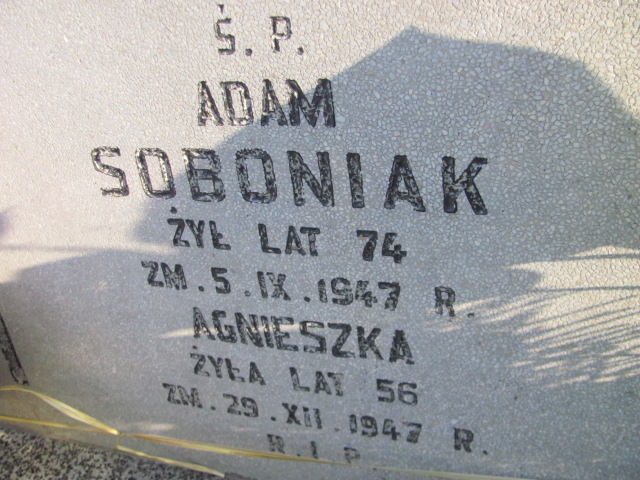 Ś. P.
ADAM
SOBONIAK
ŻYŁ LAT 74
ZM. 5. IX. 1947 R.
AGNIESZKA
ŻYŁA LAT 56
ZM. 29. XII. 1947 R.
R. I. P.